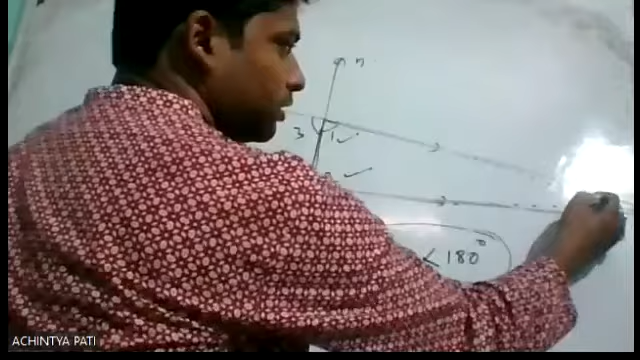 n
3 1 ✓
✓
< 180°
ACHINTYA PATI